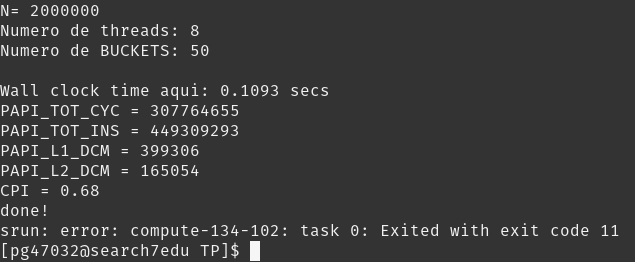 N= 2000000
Numero de threads: 8
Numero de BUCKETS: 50
Wall clock time aqui: 0.1093 secs
PAPI_TOT_CYC = 307764655
PAPI_TOT_INS = 449309293
PAPI_L1_DCM = 399306
PAPI_L2_DCM = 165054
CPI = 0.68
done!
srun: error: compute-134-102: task 0: Exited with exit code 11
[pg47032@search7edu TP]$